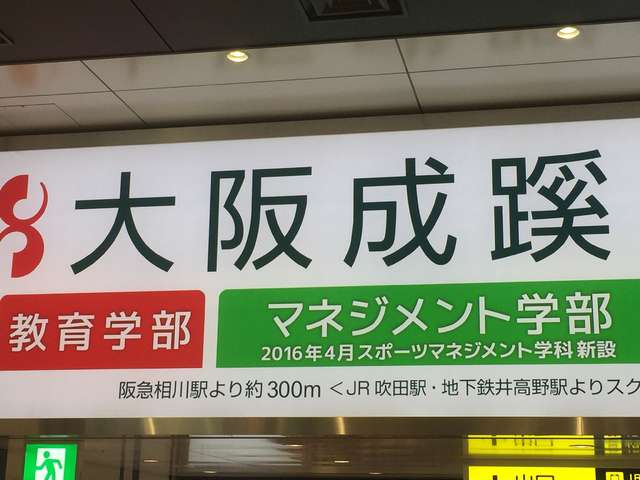 大阪成蹊
教育学部
マネジメント学部
2016年4月スポーツマネジメント学科 新設
阪急相川駅より約300m <JR 吹田駅・地下鉄井高野駅よりスク